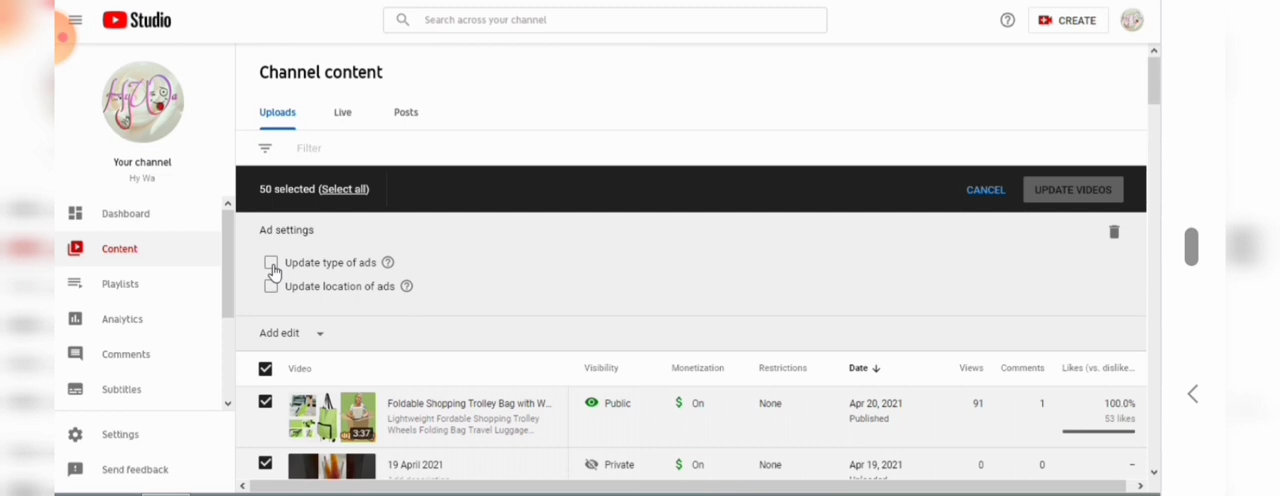 Studio
Search across your channel
CREATE
Your channel
Hy Wa
Dashboard
Content
Playlists
Analytics
Comments
Subtitles
Settings
Send feedback
Channel content
Uploads Live Posts
Filter
50 selected (Select all) CANCEL UPDATE VIDEOS
Ad settings
Update type of ads
Update location of ads
Add edit
Video Visibility Monetization Restrictions Date Views Comments Likes (vs. dislike...
Foldable Shopping Trolley Bag with W... Public $ On None Apr 20, 2021 91 1 100.0%
Lightweight Fordable Shopping Trolley Published 53 likes
Wheels Folding Bag Travel Luggage...
3:37
19 April 2021 Private $ On None Apr 19, 2021 0 0 –